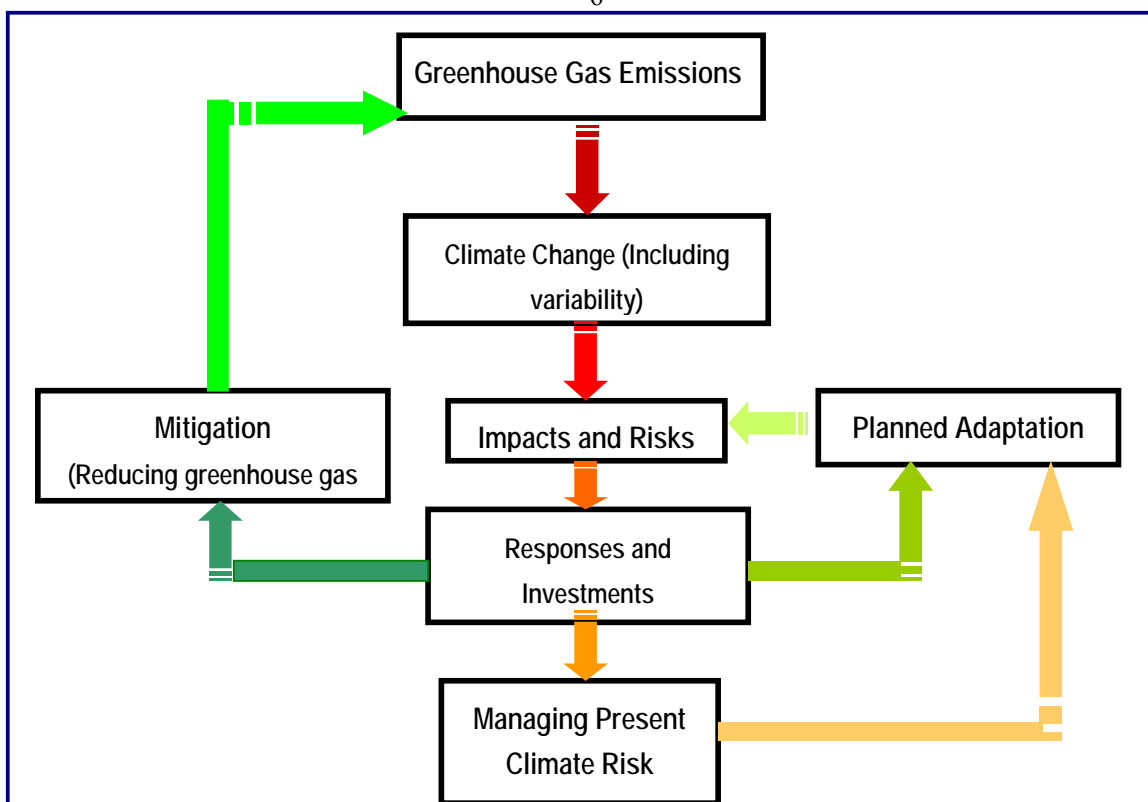 Greenhouse Gas Emissions
Climate Change (Including
variability)
Impacts and Risks
Planned Adaptation
Mitigation
(Reducing greenhouse gas
Responses and
Investments
Managing Present
Climate Risk